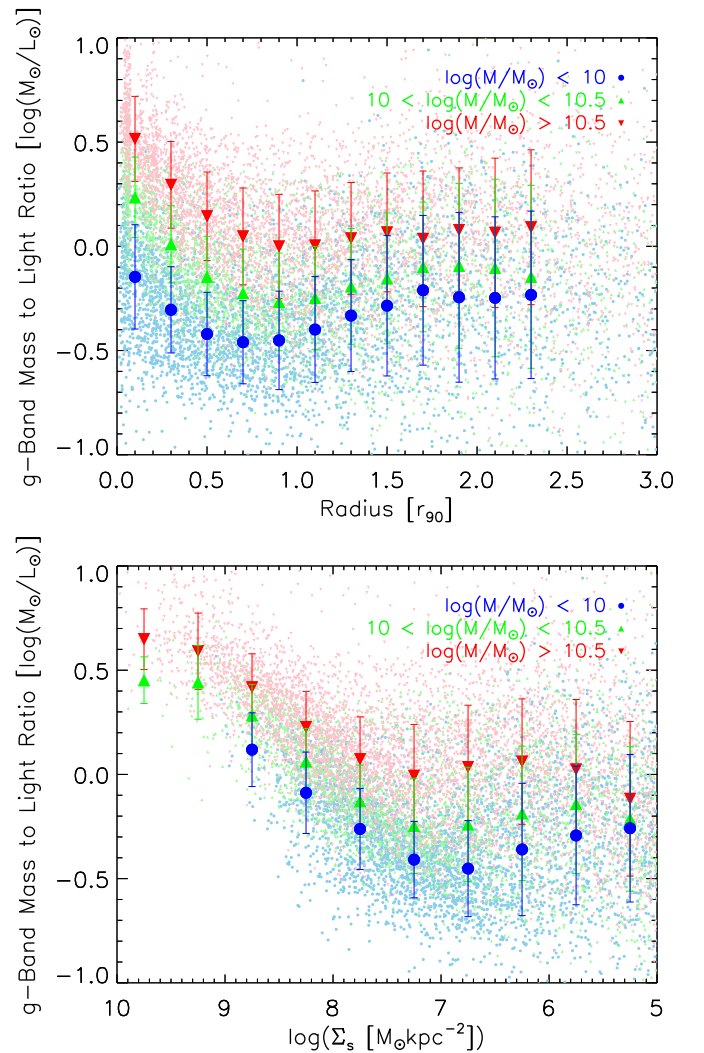 g-Band Mass to Light Ratio [log(M⊙/L⊙)]
1.0
0.5
0.0
−0.5
−1.0
log(M/M⊙) < 10
10 < log(M/M⊙) < 10.5
log(M/M⊙) > 10.5
0.0 0.5 1.0 1.5 2.0 2.5 3.0
Radius [r90]
g-Band Mass to Light Ratio [log(M⊙/L⊙)]
1.0
0.5
0.0
−0.5
−1.0
log(M/M⊙) < 10
10 < log(M/M⊙) < 10.5
log(M/M⊙) > 10.5
10 9 8 7 6 5
log(Σs [M⊙kpc−2])